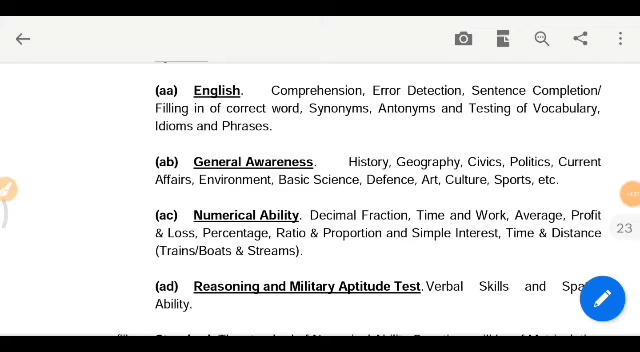 (aa) English. Comprehension, Error Detection, Sentence Completion/
Filling in of correct word, Synonyms, Antonyms and Testing of Vocabulary,
Idioms and Phrases.
(ab) General Awareness. History, Geography, Civics, Politics, Current
Affairs, Environment, Basic Science, Defence, Art, Culture, Sports, etc.
(ac) Numerical Ability. Decimal Fraction, Time and Work, Average, Profit
& Loss, Percentage, Ratio & Proportion and Simple Interest, Time & Distance
23
(Trains/Boats & Streams).
(ad) Reasoning and Military Aptitude Test. Verbal Skills and
Ability.